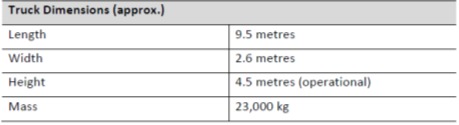 Truck Dimensions (approx.)
Length 9.5 metres
Width 2.6 metres
Height 4.5 metres (operational)
Mass 23,000 kg